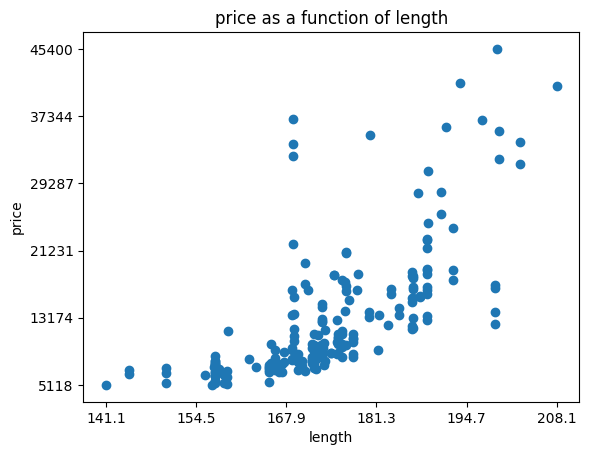 price as a function of length
45400
37344
29287
21231
13174
5118
price
141.1 154.5 167.9 181.3 194.7 208.1
length